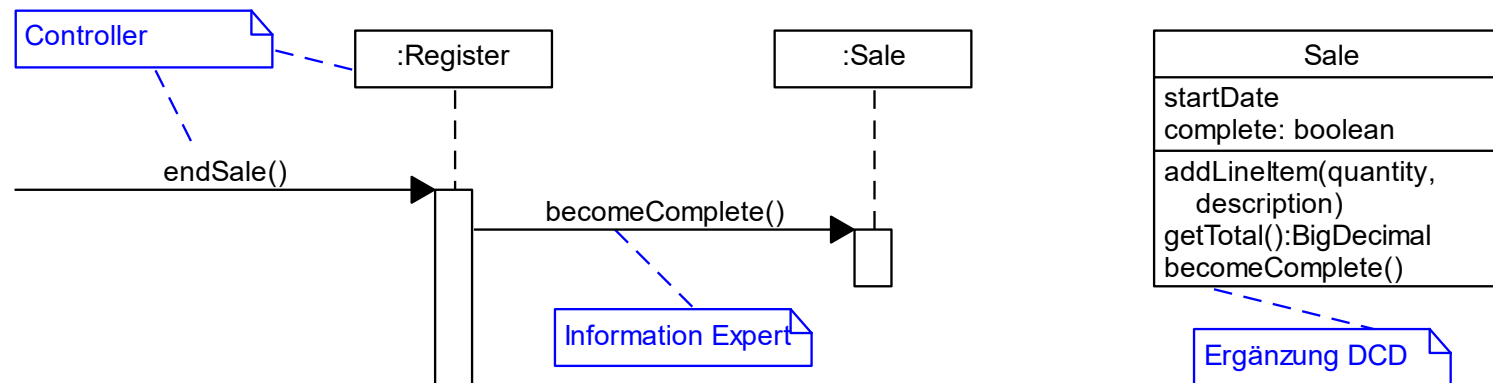 Controller
:Register
:Sale
endSale()
becomeComplete()
Information Expert
Sale
startDate
complete: boolean
addLineItem(quantity,
description)
getTotal():BigDecimal
becomeComplete()
Ergänzung DCD